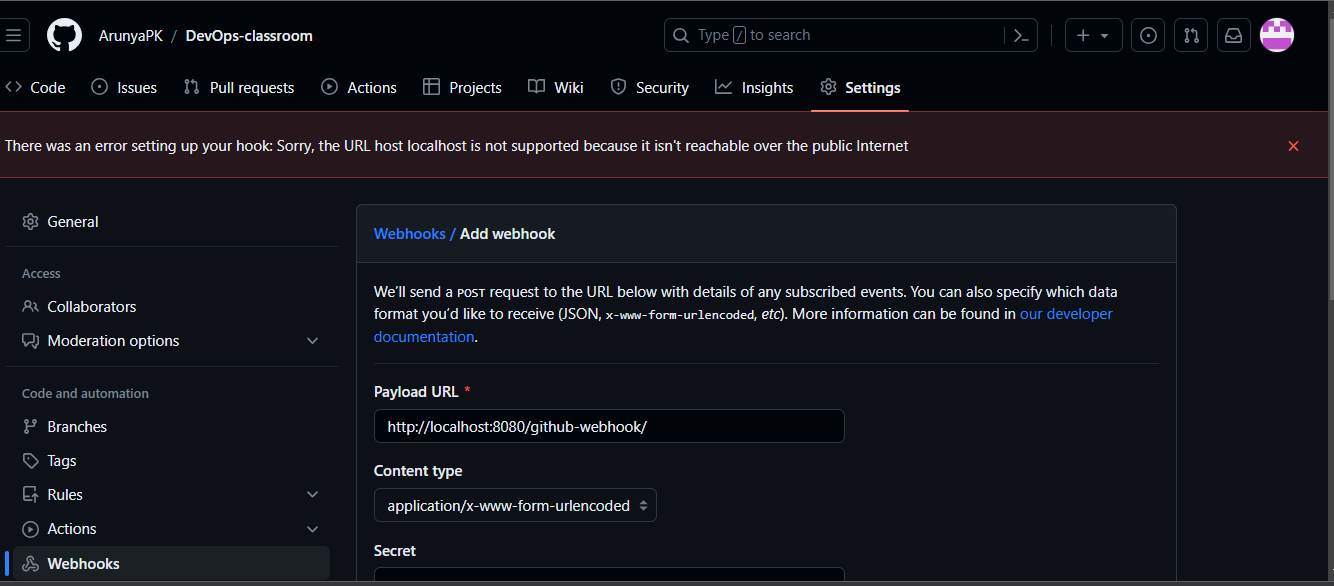 ArunyaPK / DevOps-classroom
Type / to search
Code Issues Pull requests Actions Projects Wiki Security Insights Settings
There was an error setting up your hook: Sorry, the URL host localhost is not supported because it isn't reachable over the public Internet
General
Access
Collaborators
Moderation options
Code and automation
Branches
Tags
Rules
Actions
Webhooks
Webhooks / Add webhook
We'll send a POST request to the URL below with details of any subscribed events. You can also specify which data
format you'd like to receive (JSON, x-www-form-urlencoded, etc). More information can be found in our developer
documentation.
Payload URL *
http://localhost:8080/github-webhook/
Content type
application/x-www-form-urlencoded
Secret